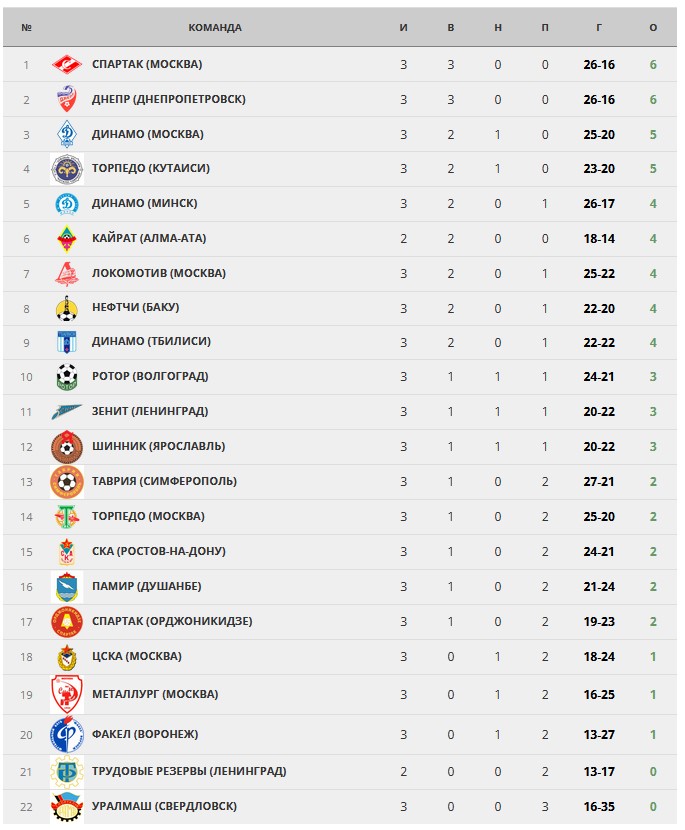 № КОМАНДА И В Н П Г О
1 СПАРТАК (МОСКВА) 3 3 0 0 26-16 6
2 ДНЕПР (ДНЕПРОПЕТРОВСК) 3 3 0 0 26-16 6
3 ДИНАМО (МОСКВА) 3 2 1 0 25-20 5
4 ТОРПЕДО (КУТАИСИ) 3 2 1 0 23-20 5
5 ДИНАМО (МИНСК) 3 2 0 1 26-17 4
6 КАЙРАТ (АЛМА-АТА) 2 2 0 0 18-14 4
7 ЛОКОМОТИВ (МОСКВА) 3 2 0 1 25-22 4
8 НЕФТЧИ (БАКУ) 3 2 0 1 22-20 4
9 ДИНАМО (ТБИЛИСИ) 3 2 0 1 22-22 4
10 РОТОР (ВОЛГОГРАД) 3 1 1 1 24-21 3
11 ЗЕНИТ (ЛЕНИНГРАД) 3 1 1 1 20-22 3
12 ШИННИК (ЯРОСЛАВЛЬ) 3 1 1 1 20-22 3
13 ТАВРИЯ (СИМФЕРОПОЛЬ) 3 1 0 2 27-21 2
14 ТОРПЕДО (МОСКВА) 3 1 0 2 25-20 2
15 СКА (РОСТОВ-НА-ДОНУ) 3 1 0 2 24-21 2
16 ПАМИР (ДУШАНБЕ) 3 1 0 2 21-24 2
17 СПАРТАК (ОРДЖОНИКИДЗЕ) 3 1 0 2 19-23 2
18 ЦСКА (МОСКВА) 3 0 1 2 18-24 1
19 МЕТАЛЛУРГ (МОСКВА) 3 0 1 2 16-25 1
20 ФАКЕЛ (ВОРОНЕЖ) 3 0 1 2 13-27 1
21 ТРУДОВЫЕ РЕЗЕРВЫ (ЛЕНИНГРАД) 2 0 0 2 13-17 0
22 УРАЛМАШ (СВЕРДЛОВСК) 3 0 0 3 16-35 0